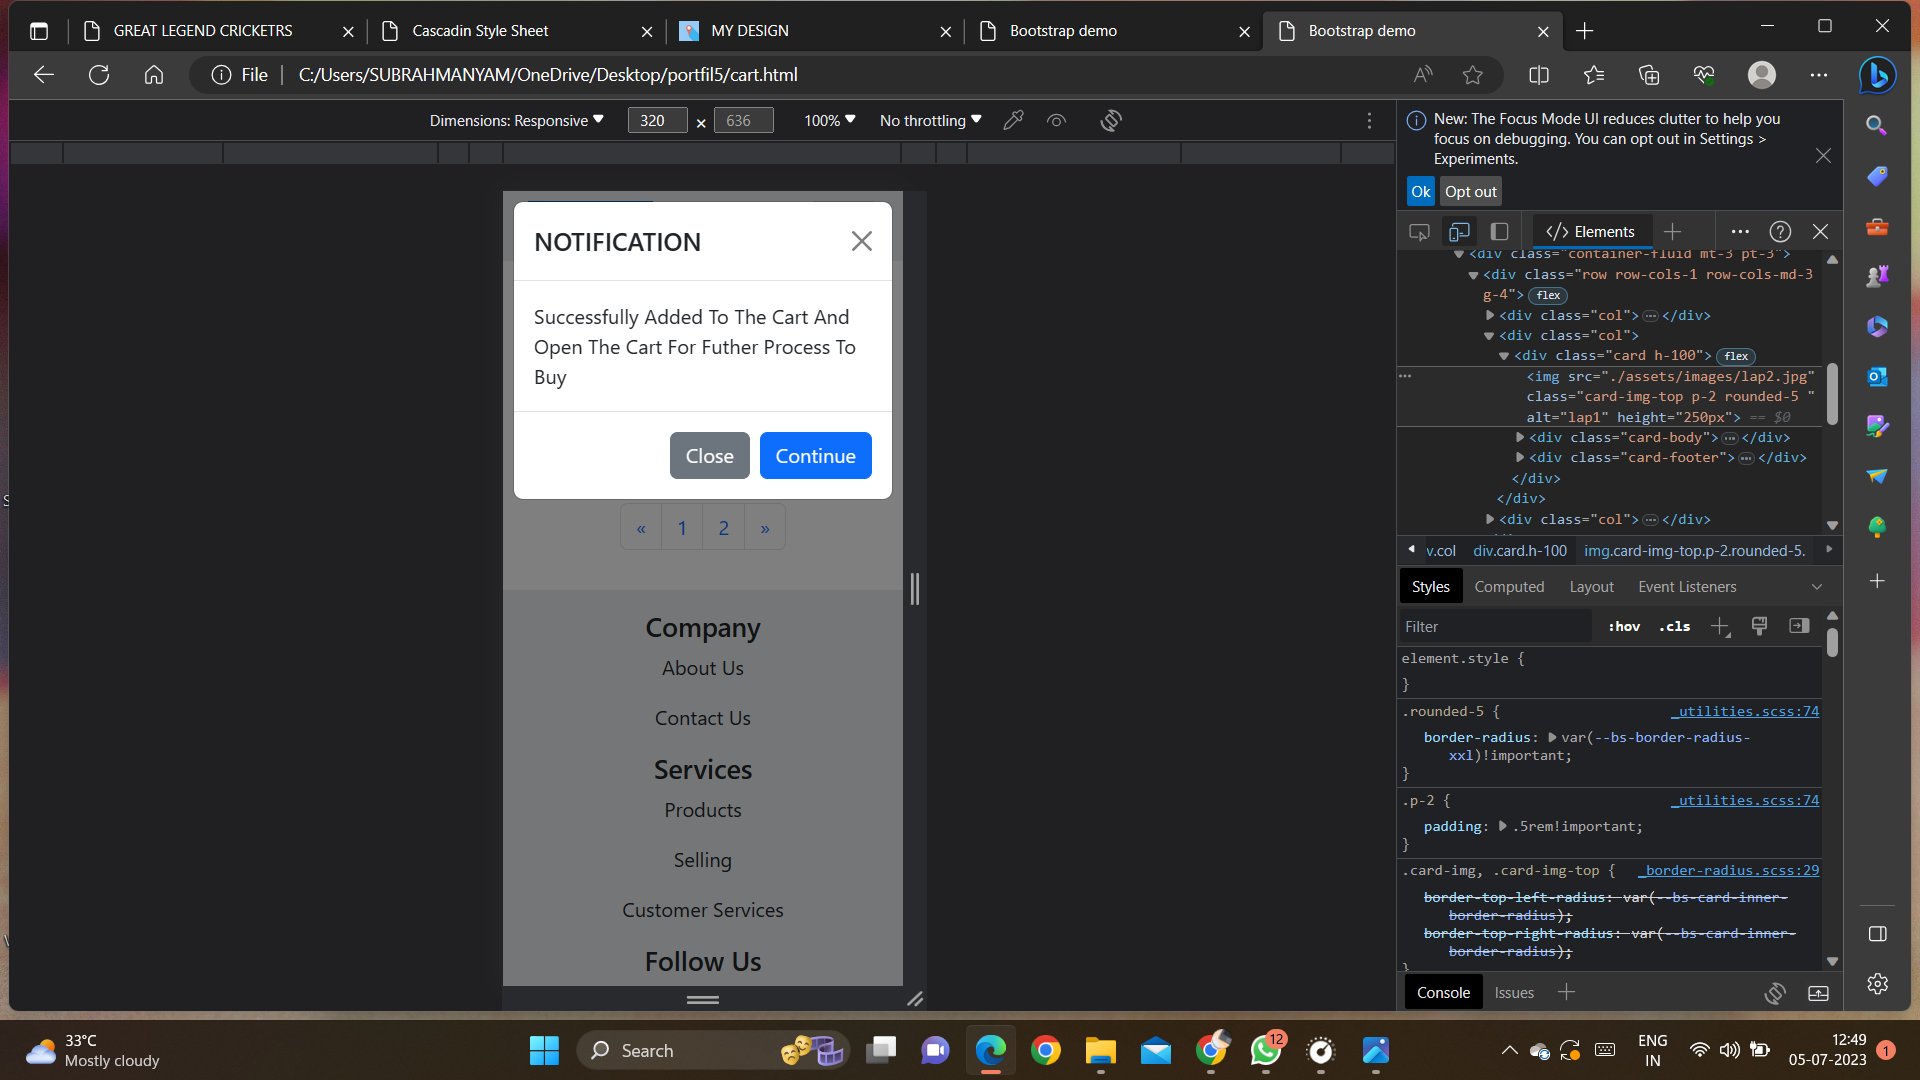 GREAT LEGEND CRICKETRS
Cascadin Style Sheet
MY DESIGN
Bootstrap demo
Bootstrap demo
File
C:/Users/SUBRAHMANYAM/OneDrive/Desktop/portfil5/cart.html
Dimensions: Responsive
320
×
636
100%
No throttling
NOTIFICATION
Successfully Added To The Cart And
Open The Cart For Futher Process To
Buy
Close
Continue
«
1
2
»
Company
About Us
Contact Us
Services
Products
Selling
Customer Services
Follow Us
New: The Focus Mode UI reduces clutter to help you
focus on debugging. You can opt out in Settings >
Experiments.
Ok
Opt out
</> Elements
<div class="container-fluid mt-3 pt-3">
<div class="row row-cols-1 row-cols-md-3
g-4"> flex
<div class="col"> ⋯ </div>
<div class="col">
<div class="card h-100"> flex
<img src="./assets/images/lap2.jpg"
class="card-img-top p-2 rounded-5 "
alt="lap1" height="250px"> == $0
<div class="card-body"> ⋯ </div>
<div class="card-footer"> ⋯ </div>
</div>
</div>
<div class="col"> ⋯ </div>
v.col
div.card.h-100
img.card-img-top.p-2.rounded-5.
Styles
Computed
Layout
Event Listeners
Filter
:hov
.cls
element.style {
}
.rounded-5 {
_utilities.scss:74
border-radius: var(--bs-border-radius-
xxl)!important;
}
.p-2 {
_utilities.scss:74
padding: .5rem!important;
}
.card-img, .card-img-top {
_border-radius.scss:29
border-top-left-radius: var(--bs-card-inner-
border-radius);
border-top-right-radius: var(--bs-card-inner-
border-radius);
}
Console
Issues
33°C
Mostly cloudy
Search
12
ENG
IN
12:49
05-07-2023
1